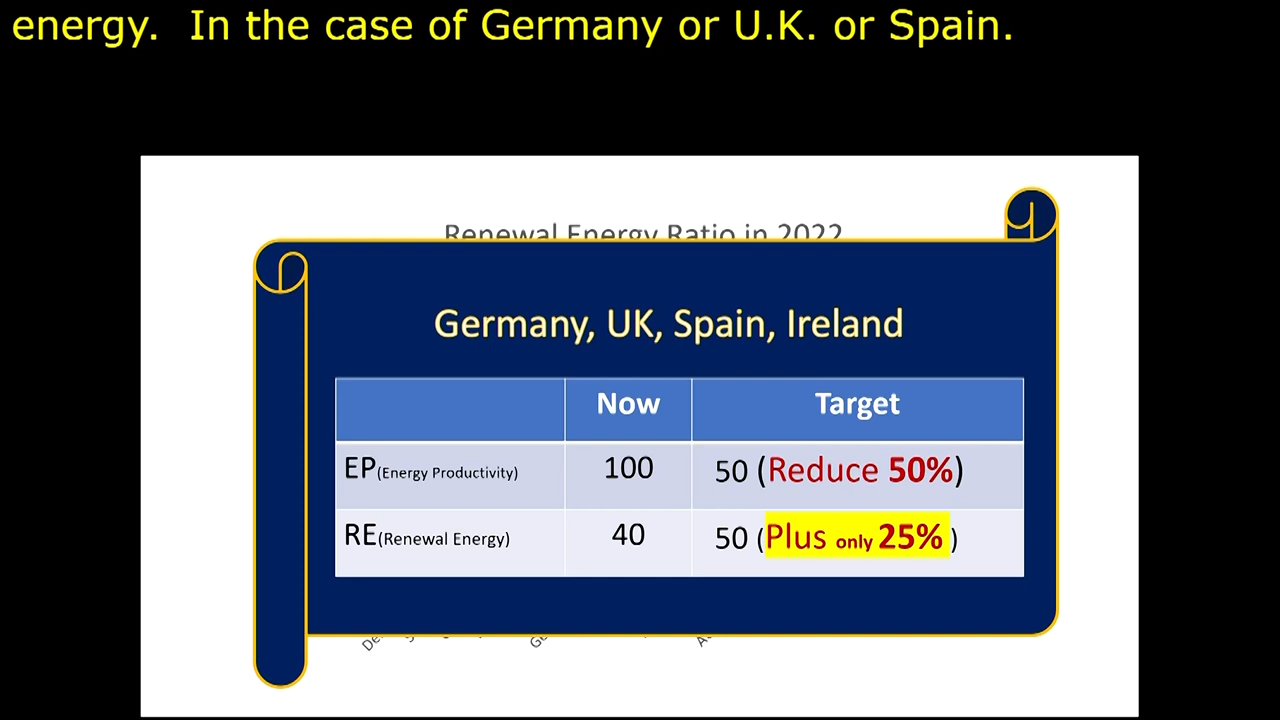 energy.  In the case of Germany or U.K. or Spain.
Renewal Energy Ratio in 2022
Germany, UK, Spain, Ireland
Now Target
EP(Energy Productivity) 100 50 (Reduce 50%)
RE(Renewal Energy) 40 50 (Plus only 25% )